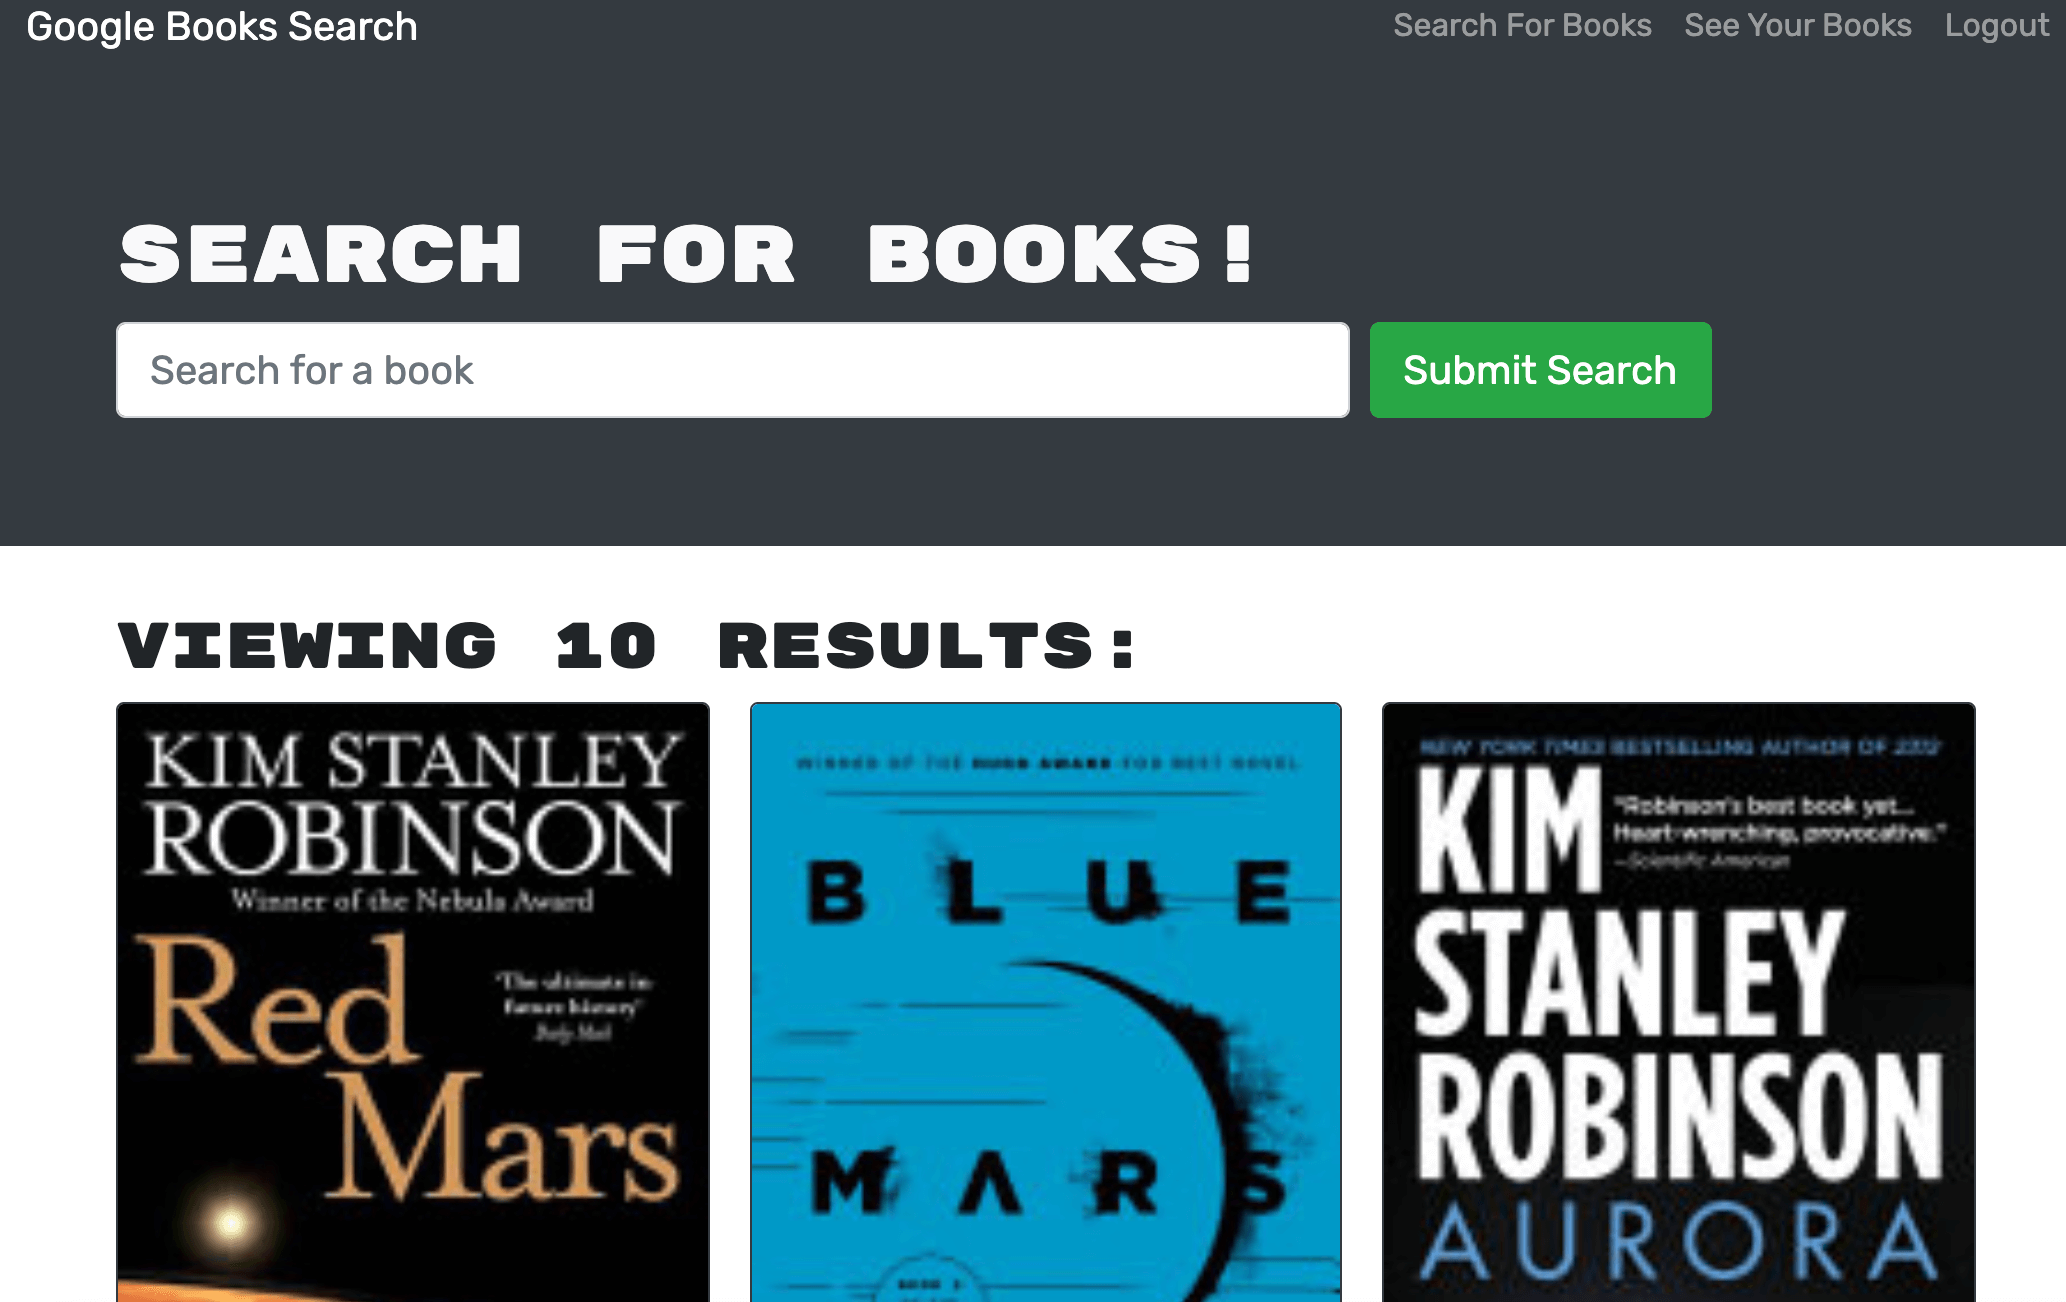 Google Books Search
Search For Books
See Your Books
Logout
SEARCH FOR BOOKS!
Search for a book
Submit Search
VIEWING 10 RESULTS:
KIM STANLEY
ROBINSON
Winner of the Nebula Award
Red
"The ultimate in
future history"
Daily Mail
Mars
WINNER OF THE HUGO AWARD FOR BEST NOVEL
BLUE
MARS
BOOK 3
NEW YORK TIMES BESTSELLING AUTHOR OF 2312
KIM
"Robinson's best book yet...
Heart-wrenching, provocative."
—Scientific American
STANLEY
ROBINSON
AURORA